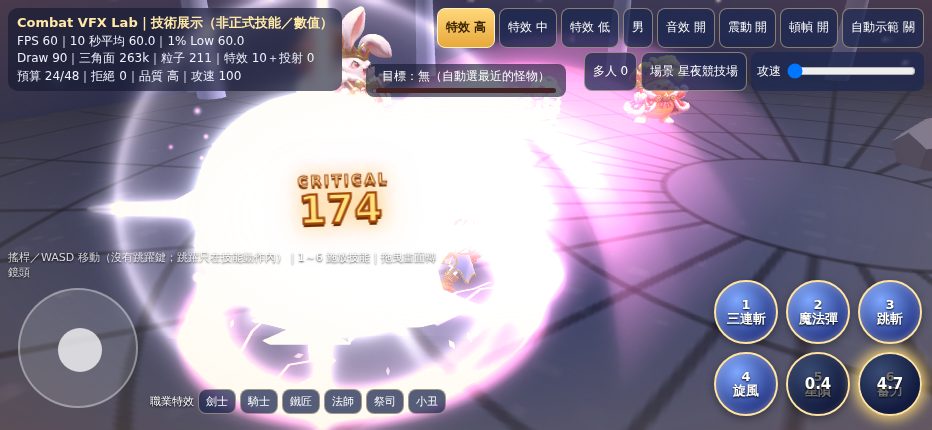 Combat VFX Lab｜技術展示（非正式技能／數值）
FPS 60｜10 秒平均 60.0｜1% Low 60.0
Draw 90｜三角面 263k｜粒子 211｜特效 10＋投射 0
預算 24/48｜拒絕 0｜品質 高｜攻速 100
特效 高
特效 中
特效 低
男
音效 開
震動 開
頓幀 開
自動示範 關
目標：無（自動選最近的怪物）
多人 0
場景 星夜競技場
攻速
CRITICAL
174
搖桿／WASD 移動（沒有跳躍鍵；跳躍只在技能動作內）｜1～6 施放技能｜拖曳畫面轉
鏡頭
1
三連斬
2
魔法彈
3
跳斬
4
旋風
5
0.4
星隕
6
4.7
蓄力
職業特效
劍士
騎士
鐵匠
法師
祭司
小丑